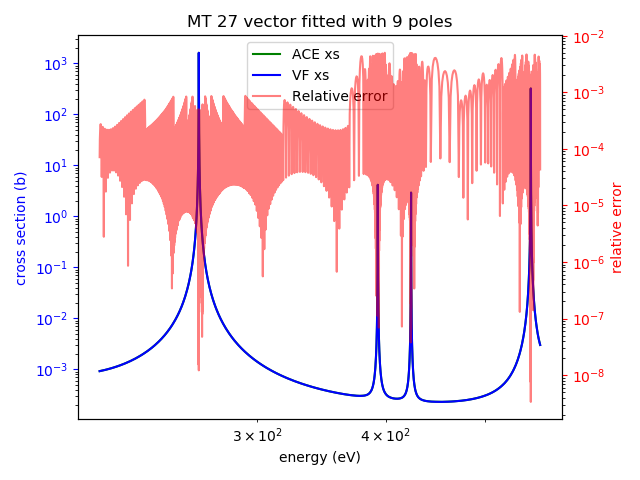 MT 27 vector fitted with 9 poles
ACE xs
VF xs
Relative error
cross section (b)
10³
10²
10¹
10⁰
10⁻¹
10⁻²
10⁻³
10⁻²
10⁻³
10⁻⁴
10⁻⁵
10⁻⁶
10⁻⁷
10⁻⁸
relative error
3 × 10²
4 × 10²
energy (eV)